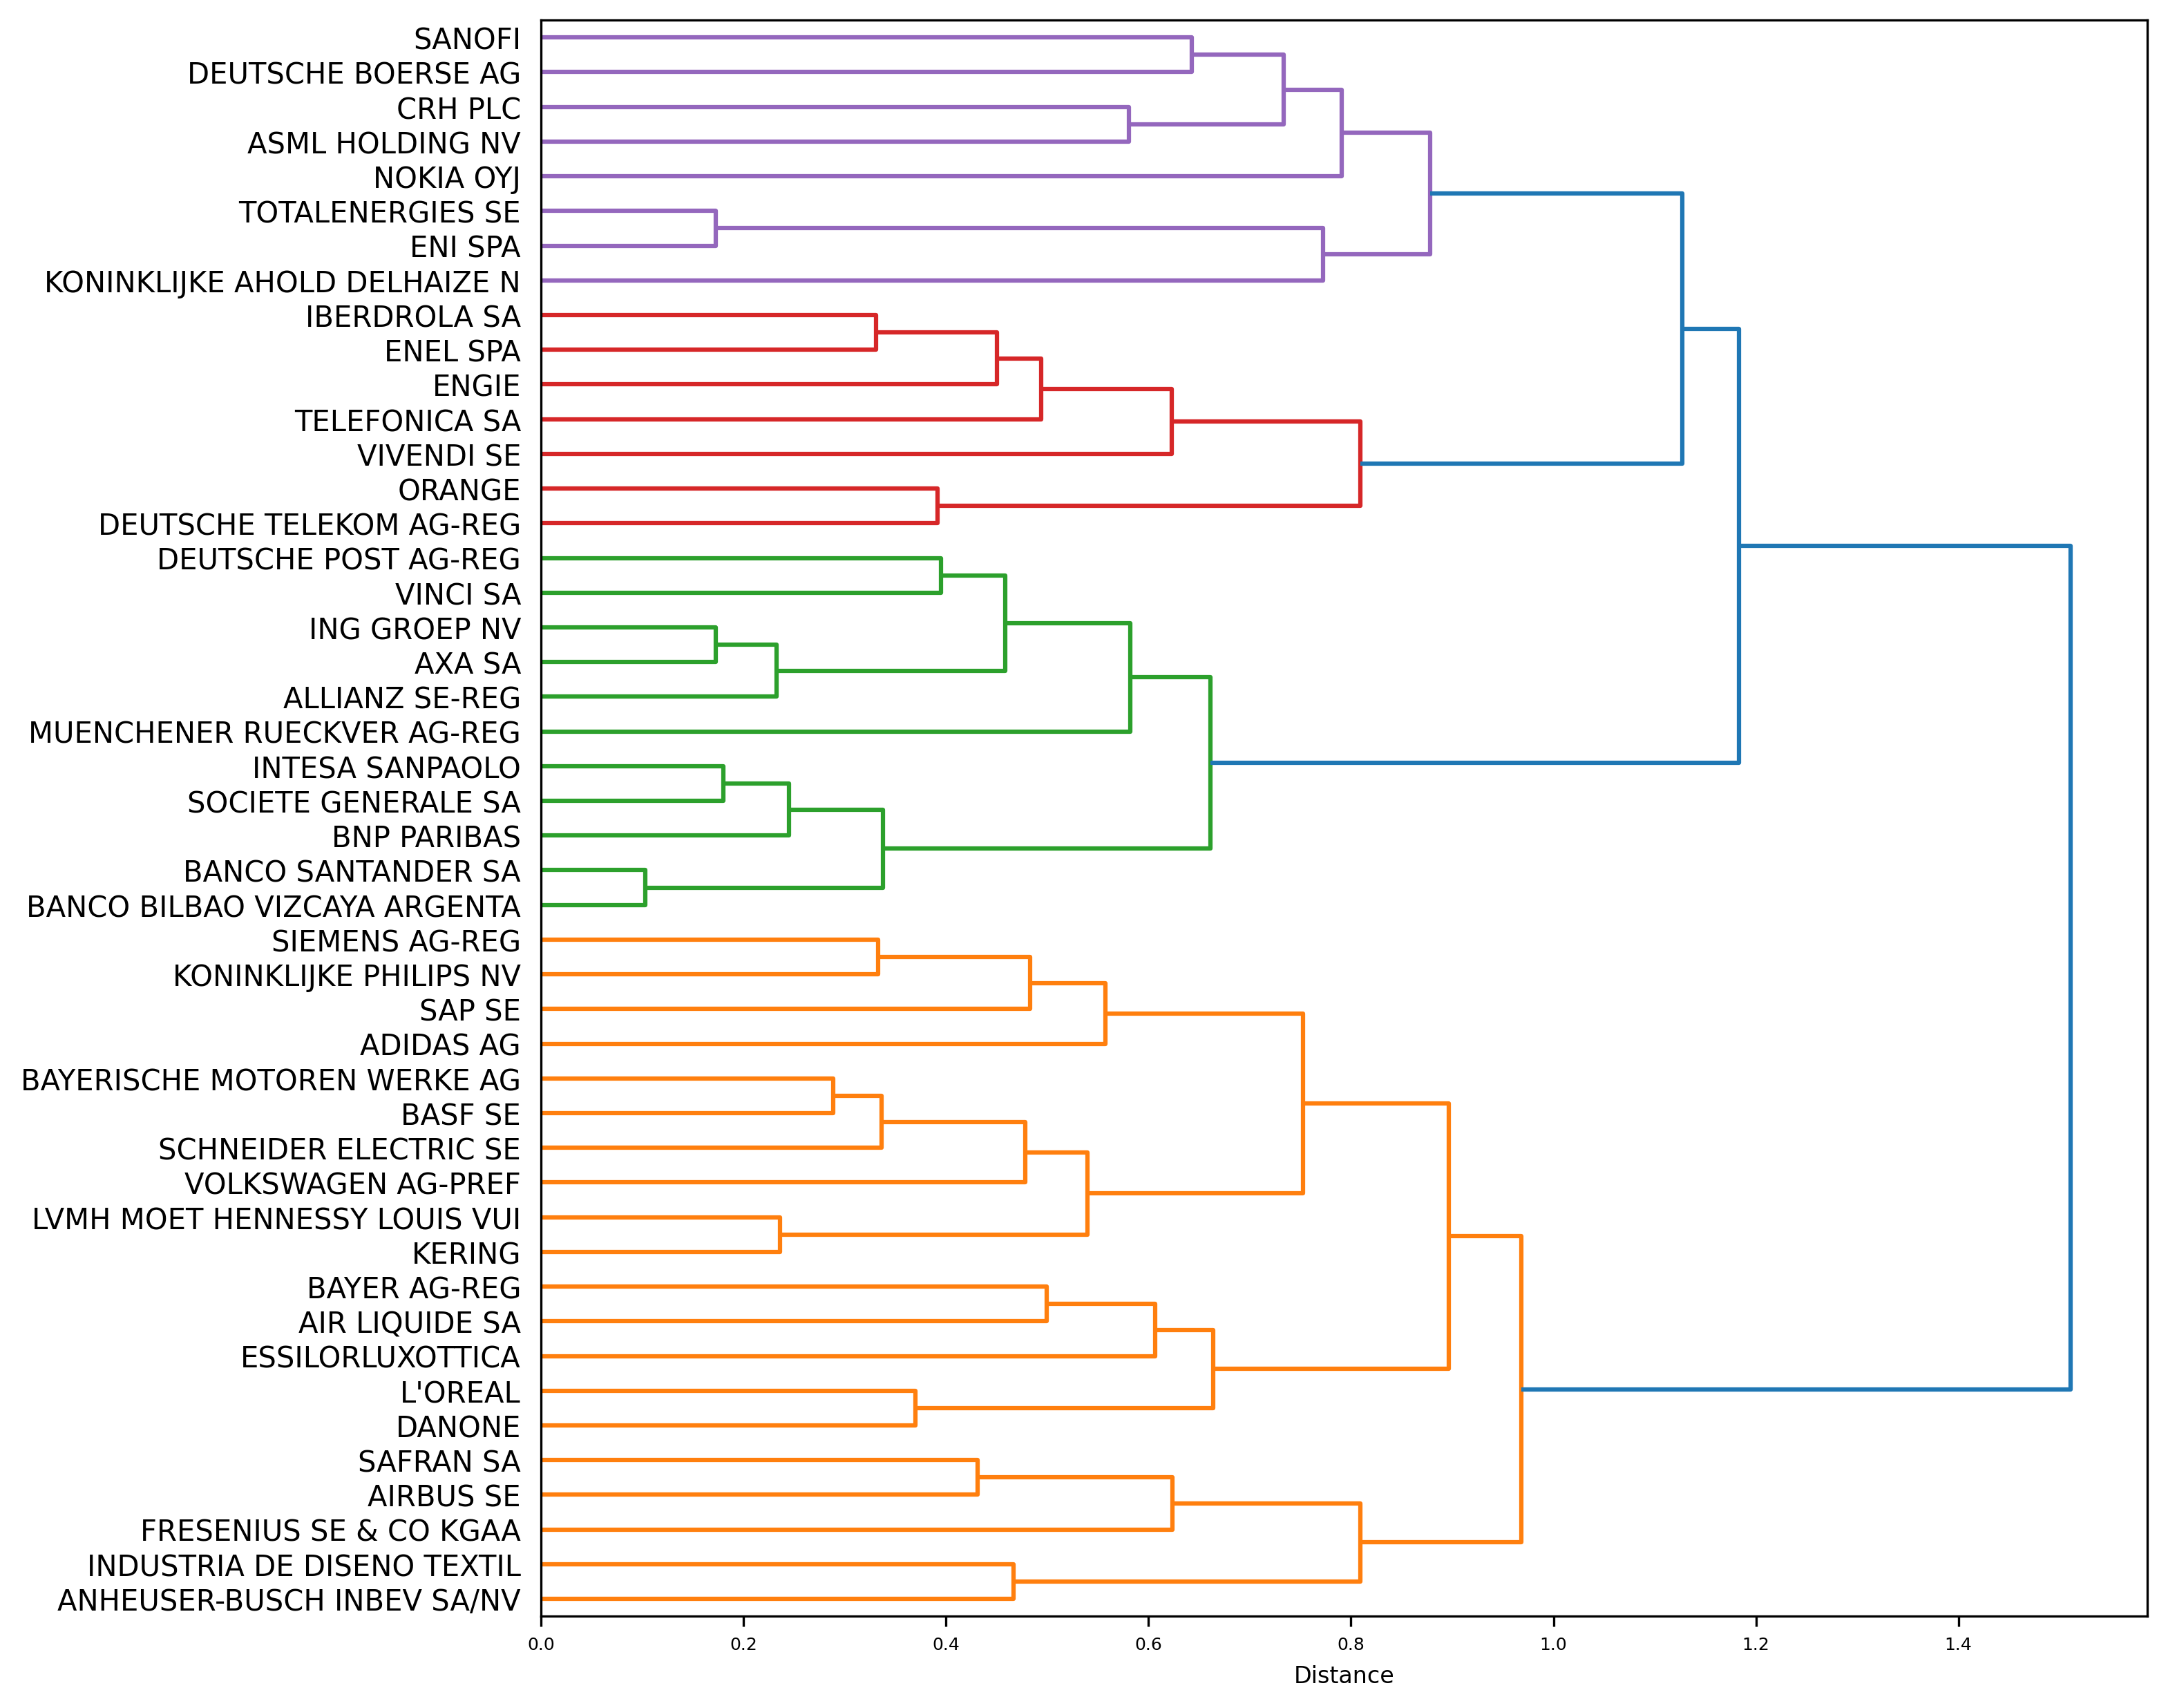 SANOFI
DEUTSCHE BOERSE AG
CRH PLC
ASML HOLDING NV
NOKIA OYJ
TOTALENERGIES SE
ENI SPA
KONINKLIJKE AHOLD DELHAIZE N
IBERDROLA SA
ENEL SPA
ENGIE
TELEFONICA SA
VIVENDI SE
ORANGE
DEUTSCHE TELEKOM AG-REG
DEUTSCHE POST AG-REG
VINCI SA
ING GROEP NV
AXA SA
ALLIANZ SE-REG
MUENCHENER RUECKVER AG-REG
INTESA SANPAOLO
SOCIETE GENERALE SA
BNP PARIBAS
BANCO SANTANDER SA
BANCO BILBAO VIZCAYA ARGENTA
SIEMENS AG-REG
KONINKLIJKE PHILIPS NV
SAP SE
ADIDAS AG
BAYERISCHE MOTOREN WERKE AG
BASF SE
SCHNEIDER ELECTRIC SE
VOLKSWAGEN AG-PREF
LVMH MOET HENNESSY LOUIS VUI
KERING
BAYER AG-REG
AIR LIQUIDE SA
ESSILORLUXOTTICA
L'OREAL
DANONE
SAFRAN SA
AIRBUS SE
FRESENIUS SE & CO KGAA
INDUSTRIA DE DISENO TEXTIL
ANHEUSER-BUSCH INBEV SA/NV
0.0 0.2 0.4 0.6 0.8 1.0 1.2 1.4
Distance